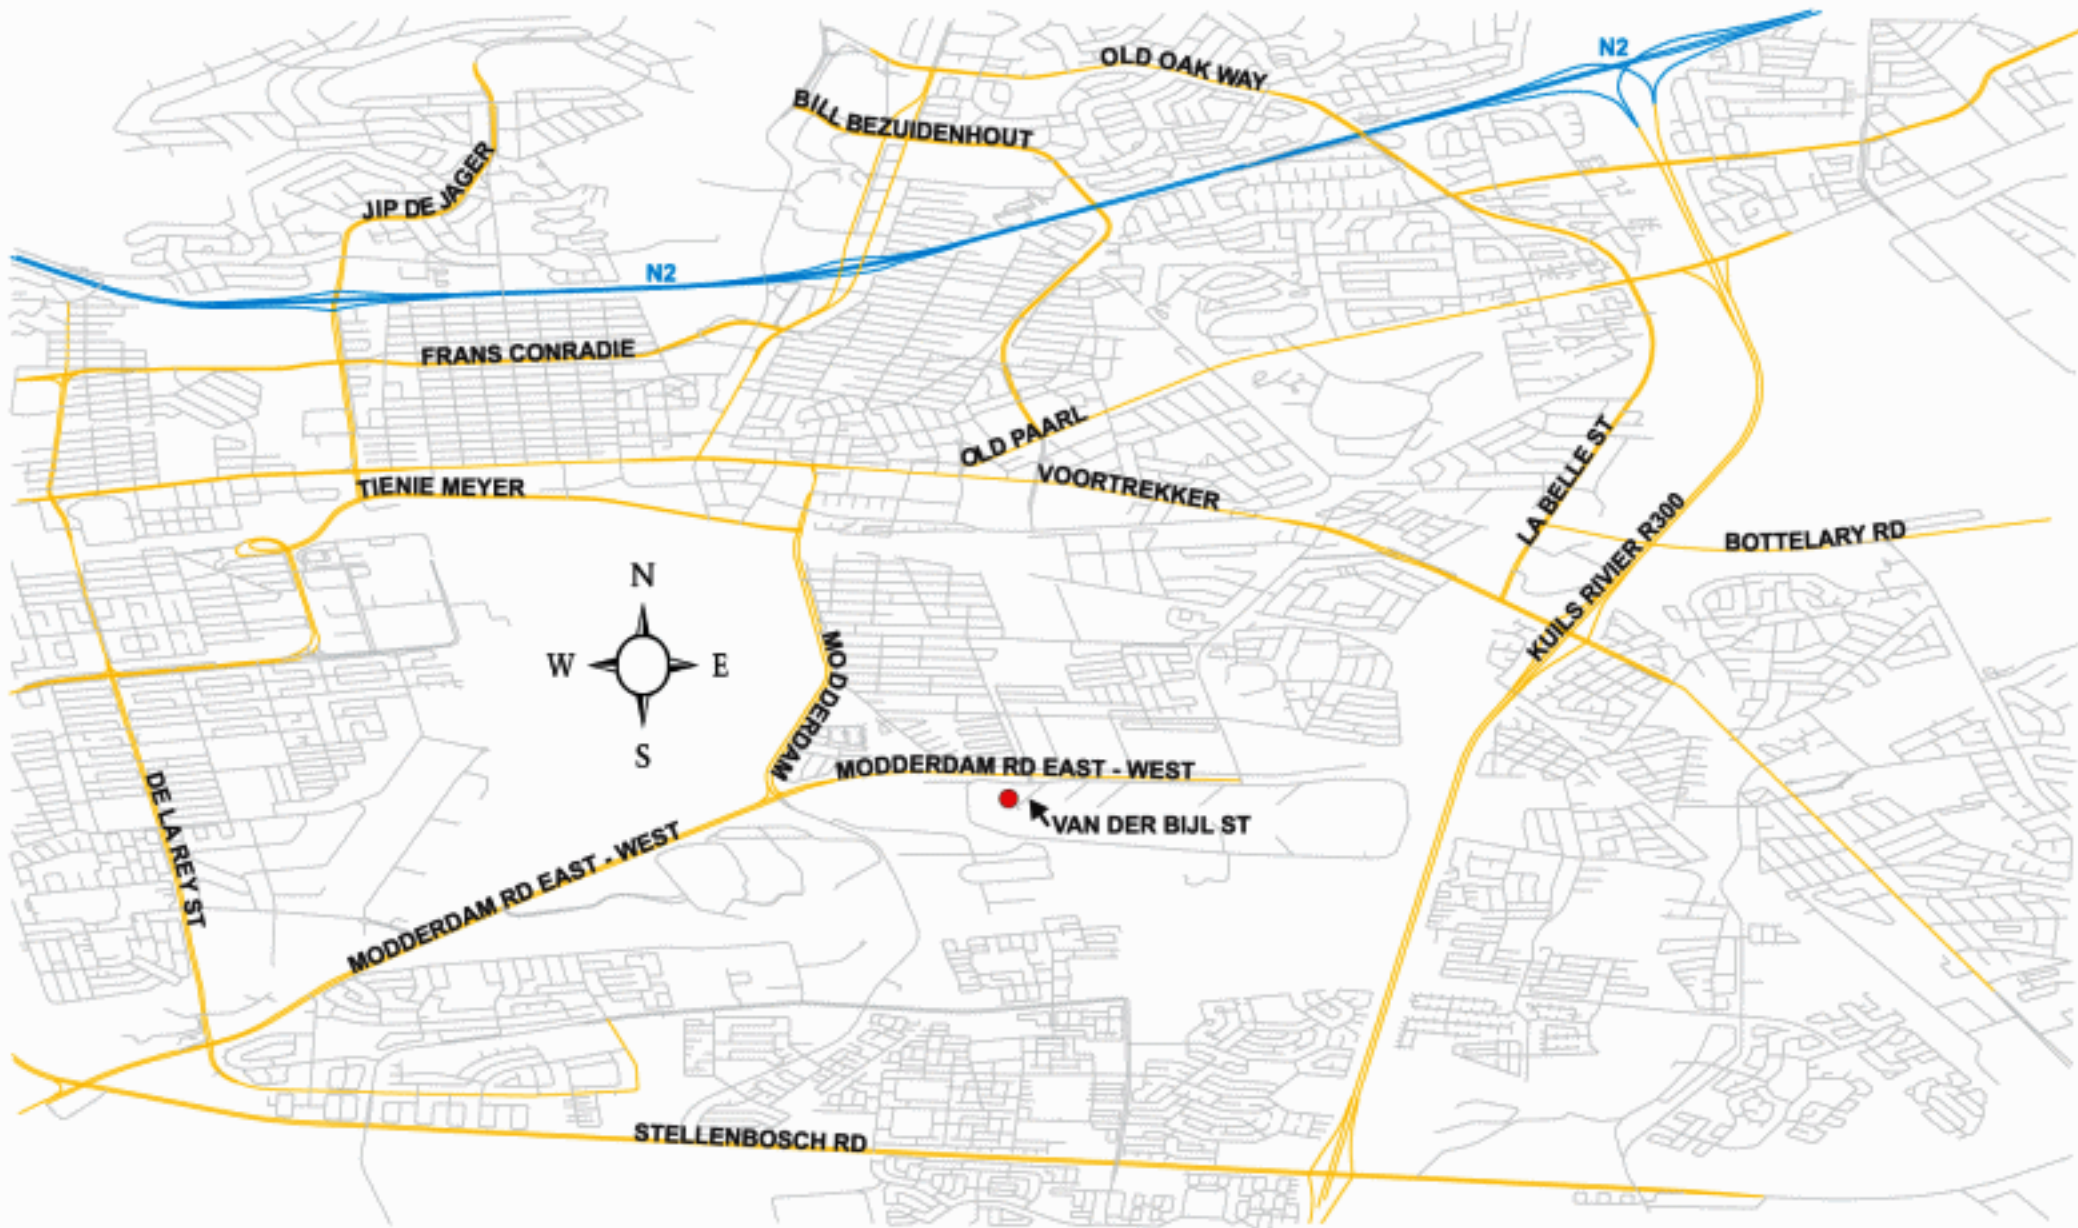 N2
OLD OAK WAY
BILL BEZUIDENHOUT
JIP DE JAGER
N2
FRANS CONRADIE
OLD PAARL
LA BELLE ST
TIENIE MEYER
VOORTREKKER
KUILS RIVIER R300
BOTTELARY RD
N
W
E
S
MODDERDAM
MODDERDAM RD EAST - WEST
VAN DER BIJL ST
DE LA REY ST
MODDERDAM RD EAST - WEST
STELLENBOSCH RD